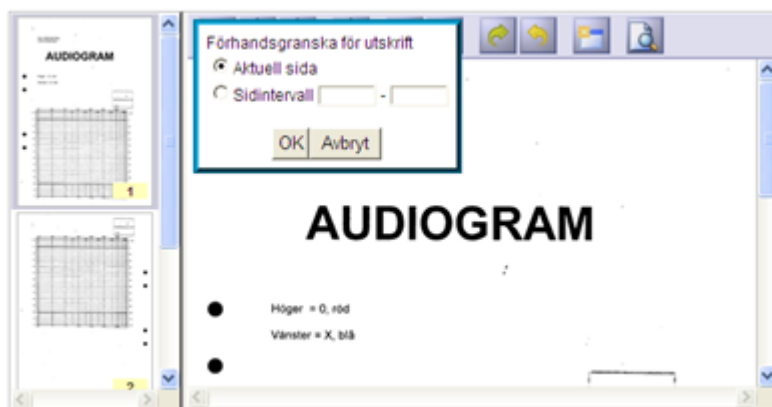 AUDIOGRAM
1
2
Förhandsgranska för utskrift
Aktuell sida
Sidintervall -
OK Avbryt
AUDIOGRAM
Höger = 0, röd
Vänster = X, blå